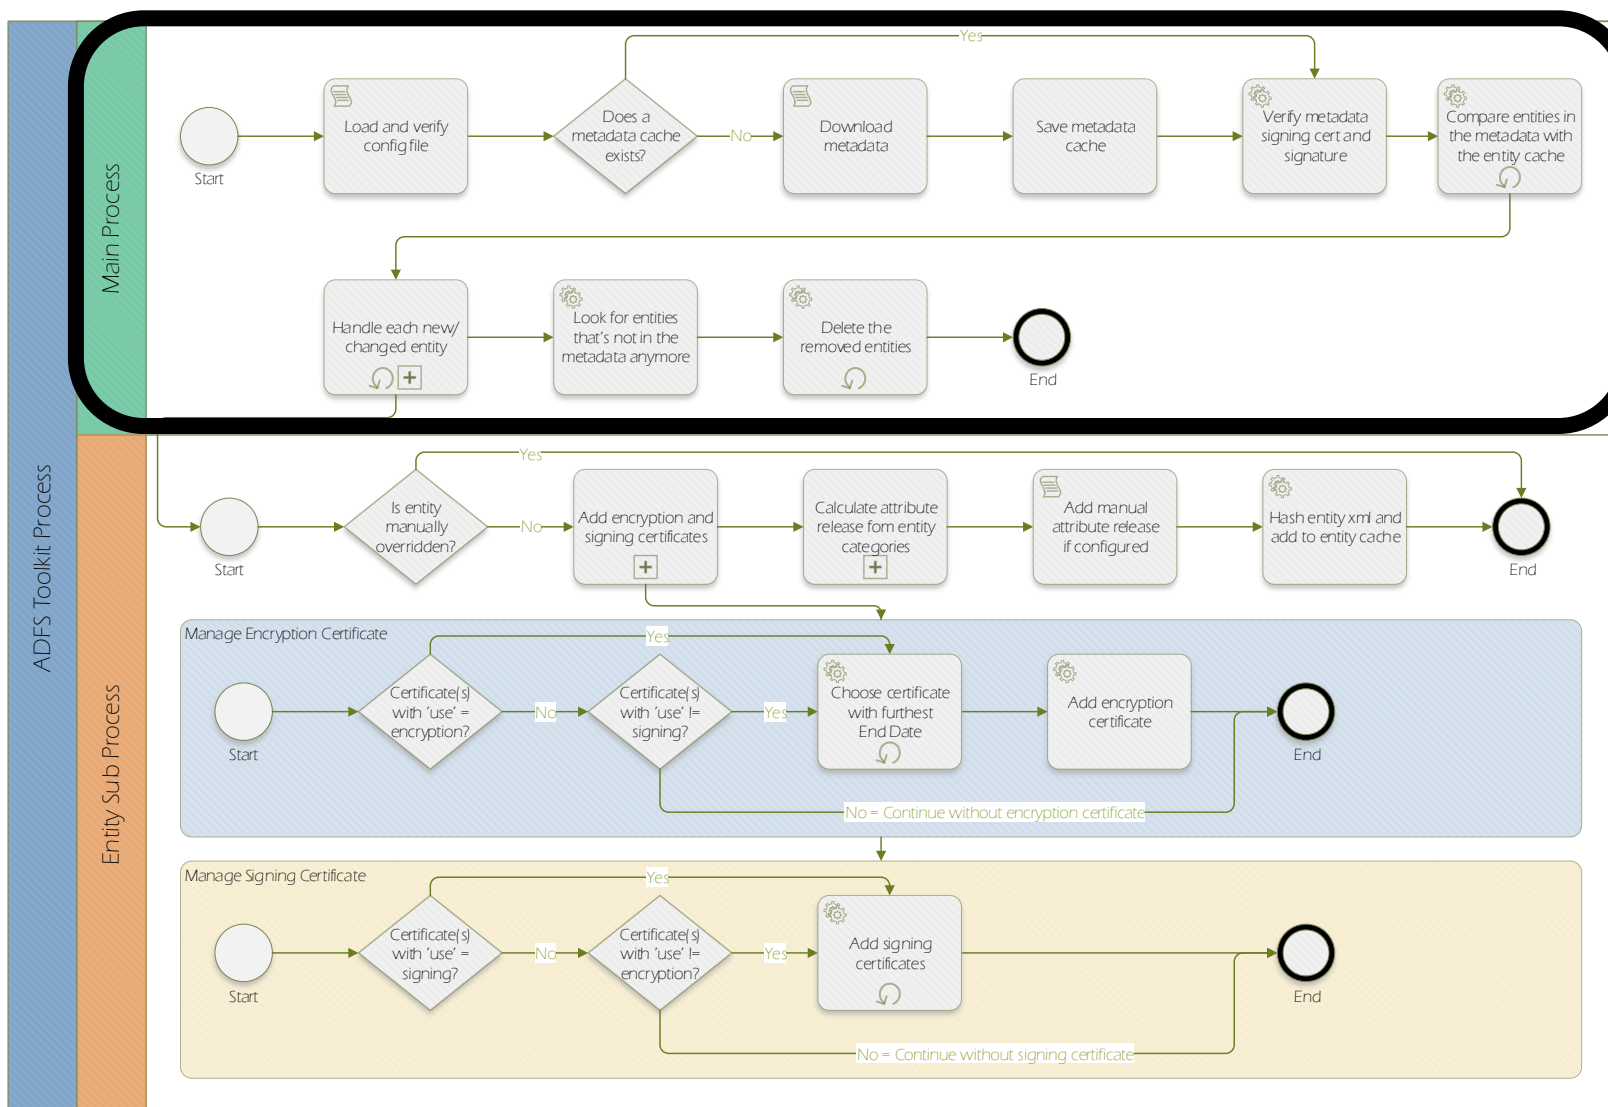 ADFS Toolkit Process
Main Process
Yes
Start
Load and verify
config file
Does a
metadata cache
exists?
No
Download
metadata
Save metadata
cache
Verify metadata
signing cert and
signature
Compare entities in
the metadata with
the entity cache
Handle each new/
changed entity
Look for entities
that's not in the
metadata anymore
Delete the
removed entities
End
Entity Sub Process
Yes
Start
Is entity
manually
overridden?
No
Add encryption and
signing certificates
Calculate attribute
release fom entity
categories
Add manual
attribute release
if configured
Hash entity xml and
add to entity cache
End
Manage Encryption Certificate
Yes
Start
Certificate(s)
with 'use' =
encryption?
No
Certificate(s)
with 'use' !=
signing?
Yes
Choose certificate
with furthest
End Date
Add encryption
certificate
End
No = Continue without encryption certificate
Manage Signing Certificate
Yes
Start
Certificate(s)
with 'use' =
signing?
No
Certificate(s)
with 'use' !=
encryption?
Yes
Add signing
certificates
End
No = Continue without signing certificate